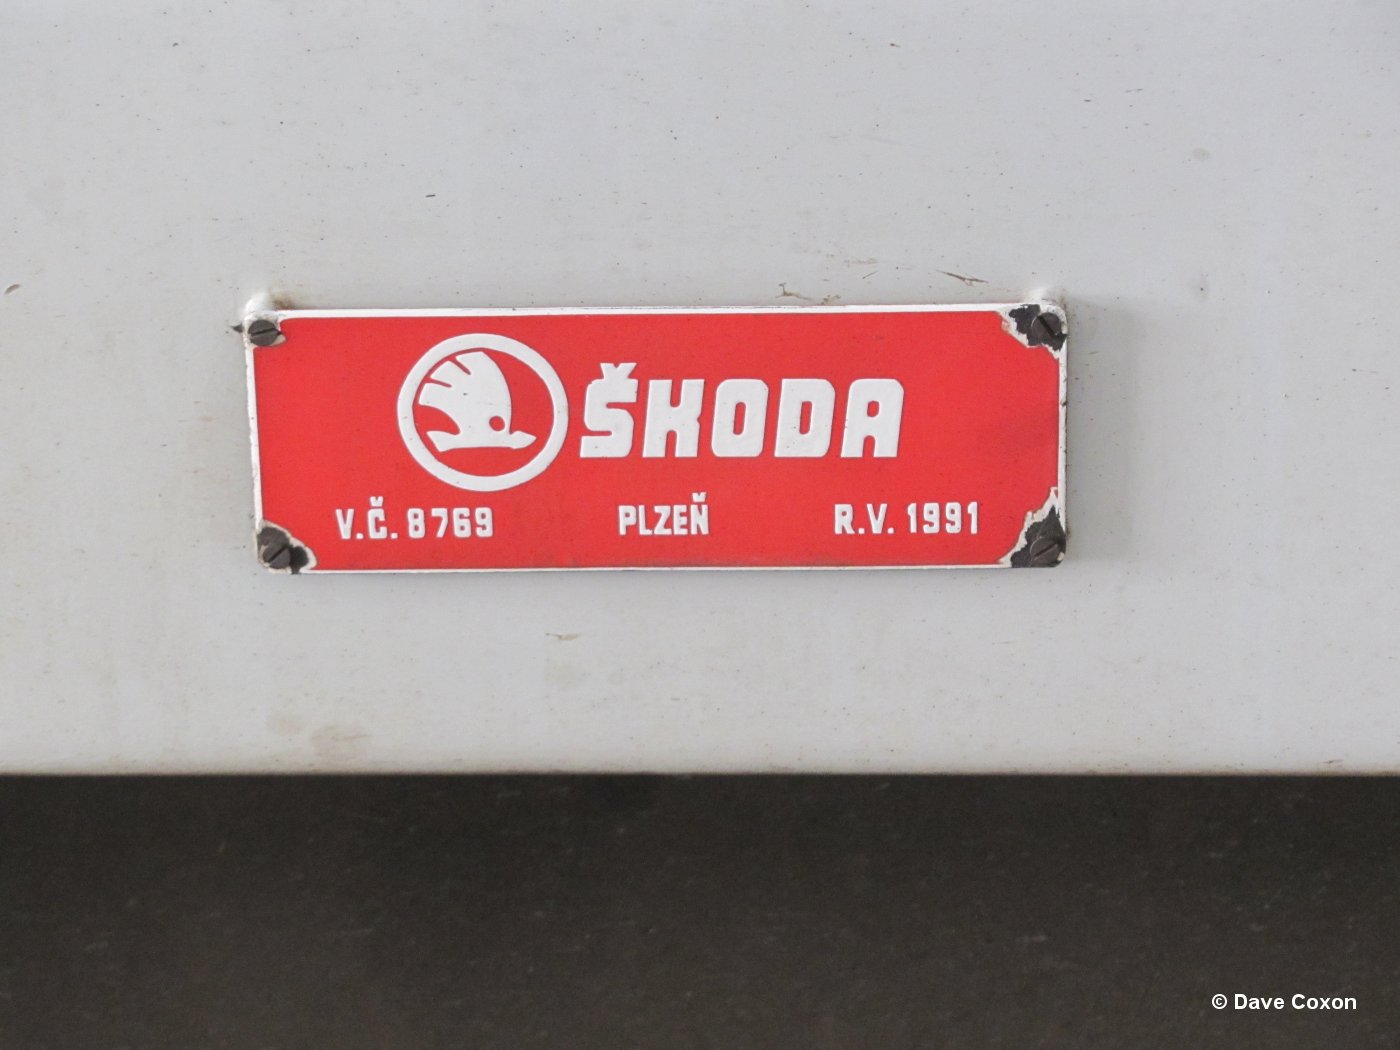 ŠKODA
V.Č. 8769 PLZEŇ R.V. 1991
© Dave Coxon